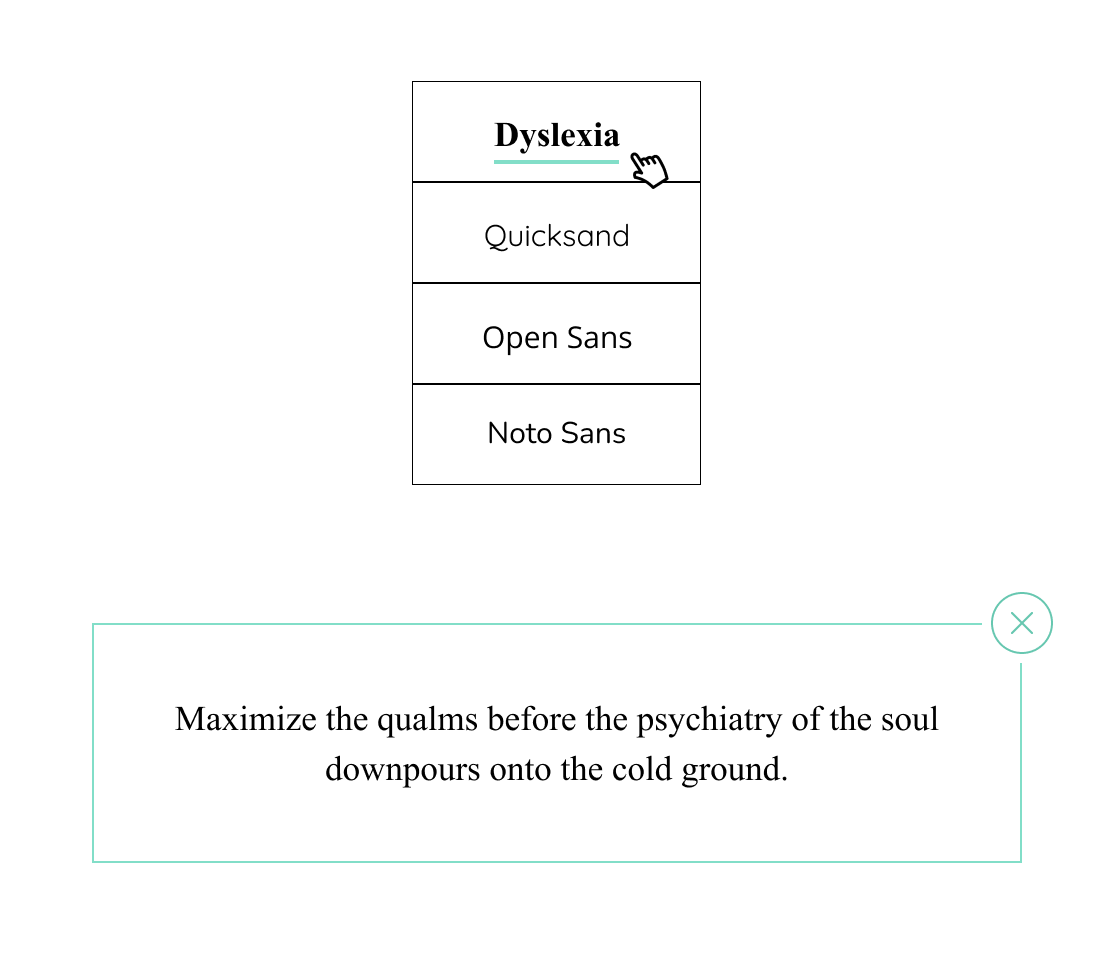 Dyslexia
Quicksand
Open Sans
Noto Sans
Maximize the qualms before the psychiatry of the soul
downpours onto the cold ground.